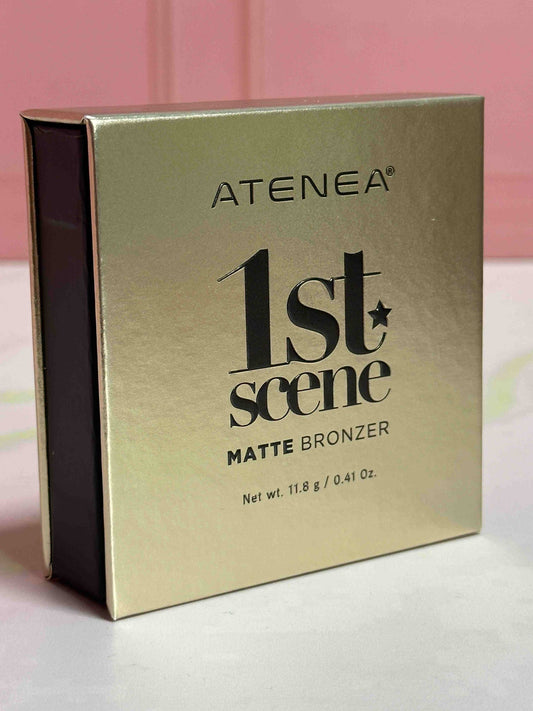 ATENEA®
1st
scene
MATTE BRONZER
Net wt. 11.8 g / 0.41 Oz.